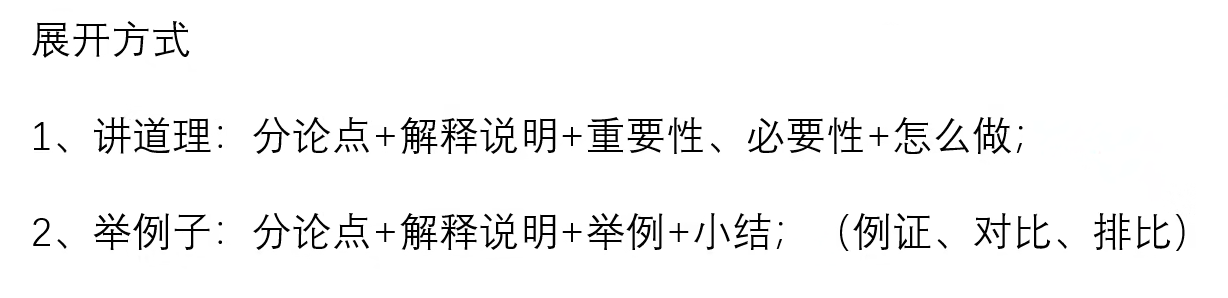 展开方式
1、讲道理：分论点+解释说明+重要性、必要性+怎么做；
2、举例子：分论点+解释说明+举例+小结；（例证、对比、排比）